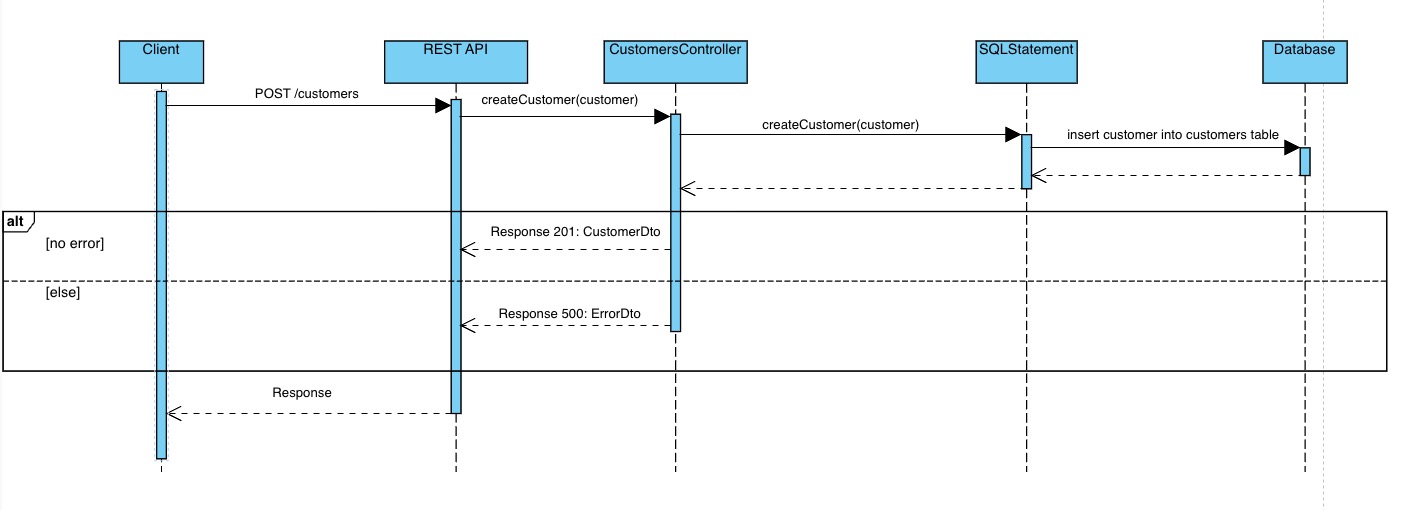 Client
REST API
CustomersController
SQLStatement
Database
POST /customers
createCustomer(customer)
createCustomer(customer)
insert customer into customers table
alt
[no error]
Response 201: CustomerDto
[else]
Response 500: ErrorDto
Response